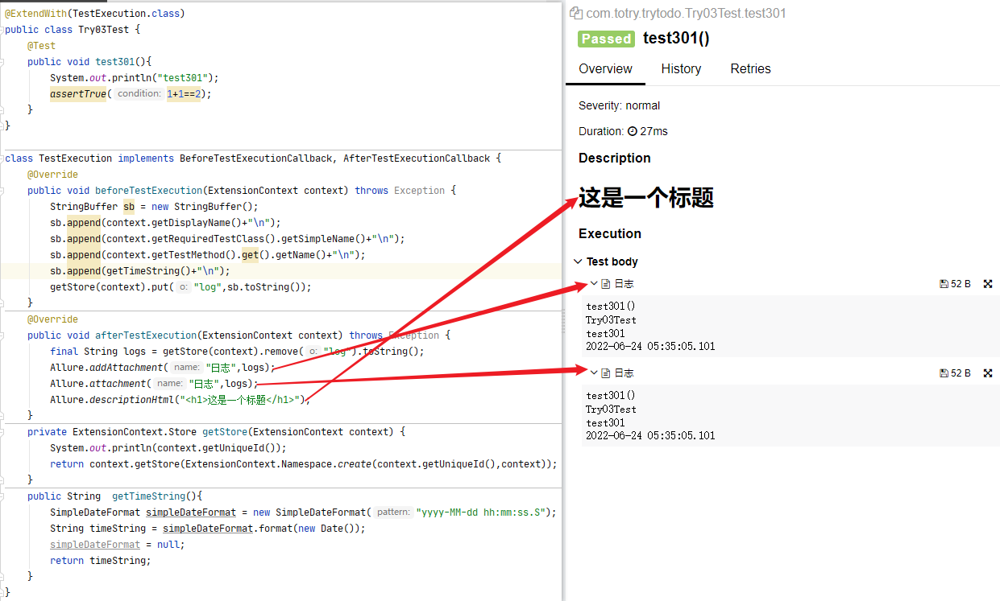 @ExtendWith(TestExecution.class)
public class Try03Test {
@Test
public void test301(){
System.out.println("test301");
assertTrue( condition: 1+1==2);
}
}
class TestExecution implements BeforeTestExecutionCallback, AfterTestExecutionCallback {
@Override
public void beforeTestExecution(ExtensionContext context) throws Exception {
StringBuffer sb = new StringBuffer();
sb.append(context.getDisplayName()+"\n");
sb.append(context.getRequiredTestClass().getSimpleName()+"\n");
sb.append(context.getTestMethod().get().getName()+"\n");
sb.append(getTimeString()+"\n");
getStore(context).put( o: "log",sb.toString());
}
@Override
public void afterTestExecution(ExtensionContext context) throws Exception {
final String logs = getStore(context).remove( o: "log").toString();
Allure.addAttachment( name: "日志",logs);
Allure.attachment( name: "日志",logs);
Allure.descriptionHtml("<h1>这是一个标题</h1>");
}
private ExtensionContext.Store getStore(ExtensionContext context) {
System.out.println(context.getUniqueId());
return context.getStore(ExtensionContext.Namespace.create(context.getUniqueId(),context));
}
public String getTimeString(){
SimpleDateFormat simpleDateFormat = new SimpleDateFormat( pattern: "yyyy-MM-dd hh:mm:ss.S");
String timeString = simpleDateFormat.format(new Date());
simpleDateFormat = null;
return timeString;
}
}
com.totry.trytodo.Try03Test.test301
Passed test301()
Overview History Retries
Severity: normal
Duration: 27ms
Description
这是一个标题
Execution
Test body
日志 52 B
test301()
Try03Test
test301
2022-06-24 05:35:05.101
日志 52 B
test301()
Try03Test
test301
2022-06-24 05:35:05.101